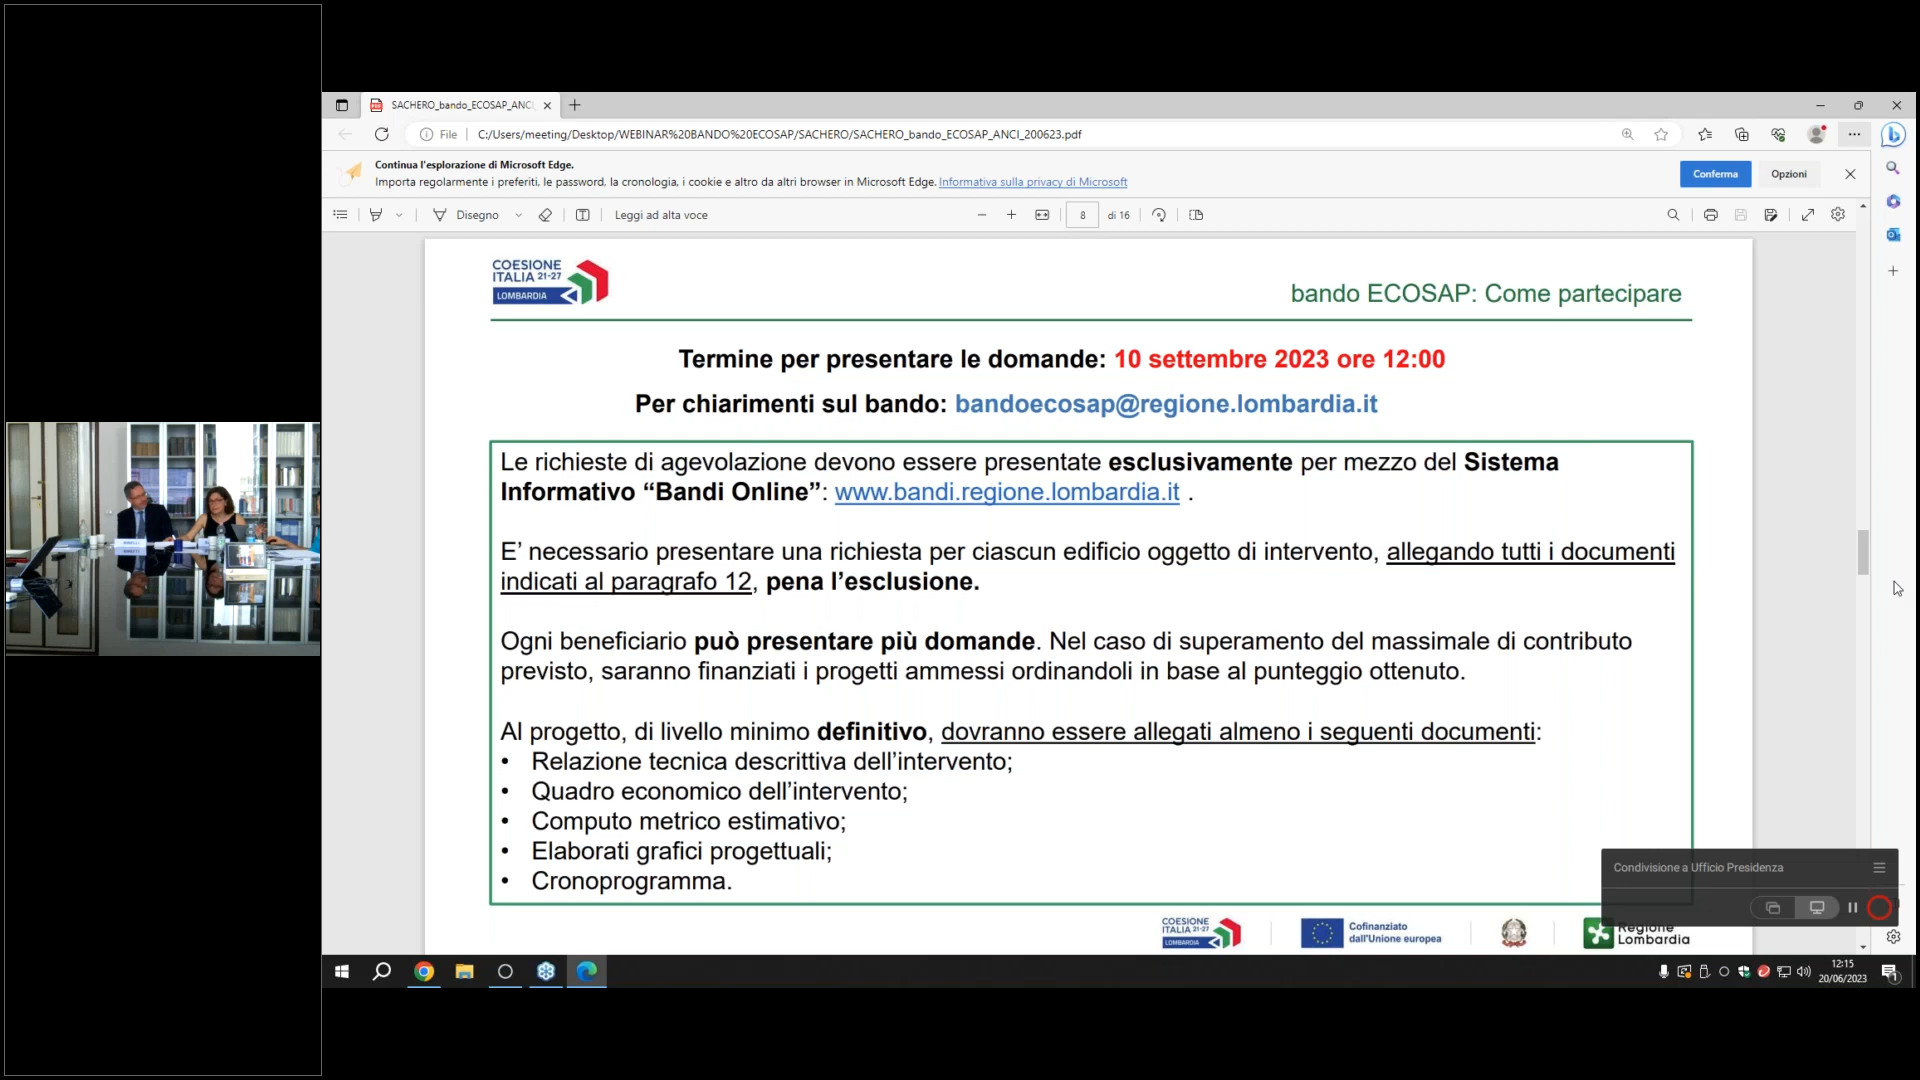 SACHERO_bando_ECOSAP_ANCI
File
C:/Users/meeting/Desktop/WEBINAR%20BANDO%20ECOSAP/SACHERO/SACHERO_bando_ECOSAP_ANCI_200623.pdf
Continua l'esplorazione di Microsoft Edge.
Importa regolarmente i preferiti, le password, la cronologia, i cookie e altro da altri browser in Microsoft Edge. Informativa sulla privacy di Microsoft
Conferma
Opzioni
Disegno
Leggi ad alta voce
8
di 16
COESIONE
ITALIA 21-27
LOMBARDIA
bando ECOSAP: Come partecipare
Termine per presentare le domande: 10 settembre 2023 ore 12:00
Per chiarimenti sul bando: bandoecosap@regione.lombardia.it
Le richieste di agevolazione devono essere presentate esclusivamente per mezzo del Sistema
Informativo “Bandi Online”: www.bandi.regione.lombardia.it .
E’ necessario presentare una richiesta per ciascun edificio oggetto di intervento, allegando tutti i documenti
indicati al paragrafo 12, pena l’esclusione.
Ogni beneficiario può presentare più domande. Nel caso di superamento del massimale di contributo
previsto, saranno finanziati i progetti ammessi ordinandoli in base al punteggio ottenuto.
Al progetto, di livello minimo definitivo, dovranno essere allegati almeno i seguenti documenti:
• Relazione tecnica descrittiva dell’intervento;
• Quadro economico dell’intervento;
• Computo metrico estimativo;
• Elaborati grafici progettuali;
• Cronoprogramma.
Condivisione a Ufficio Presidenza
COESIONE
ITALIA 21-27
LOMBARDIA
Cofinanziato
dall'Unione europea
Regione
Lombardia
12:15
20/06/2023
1